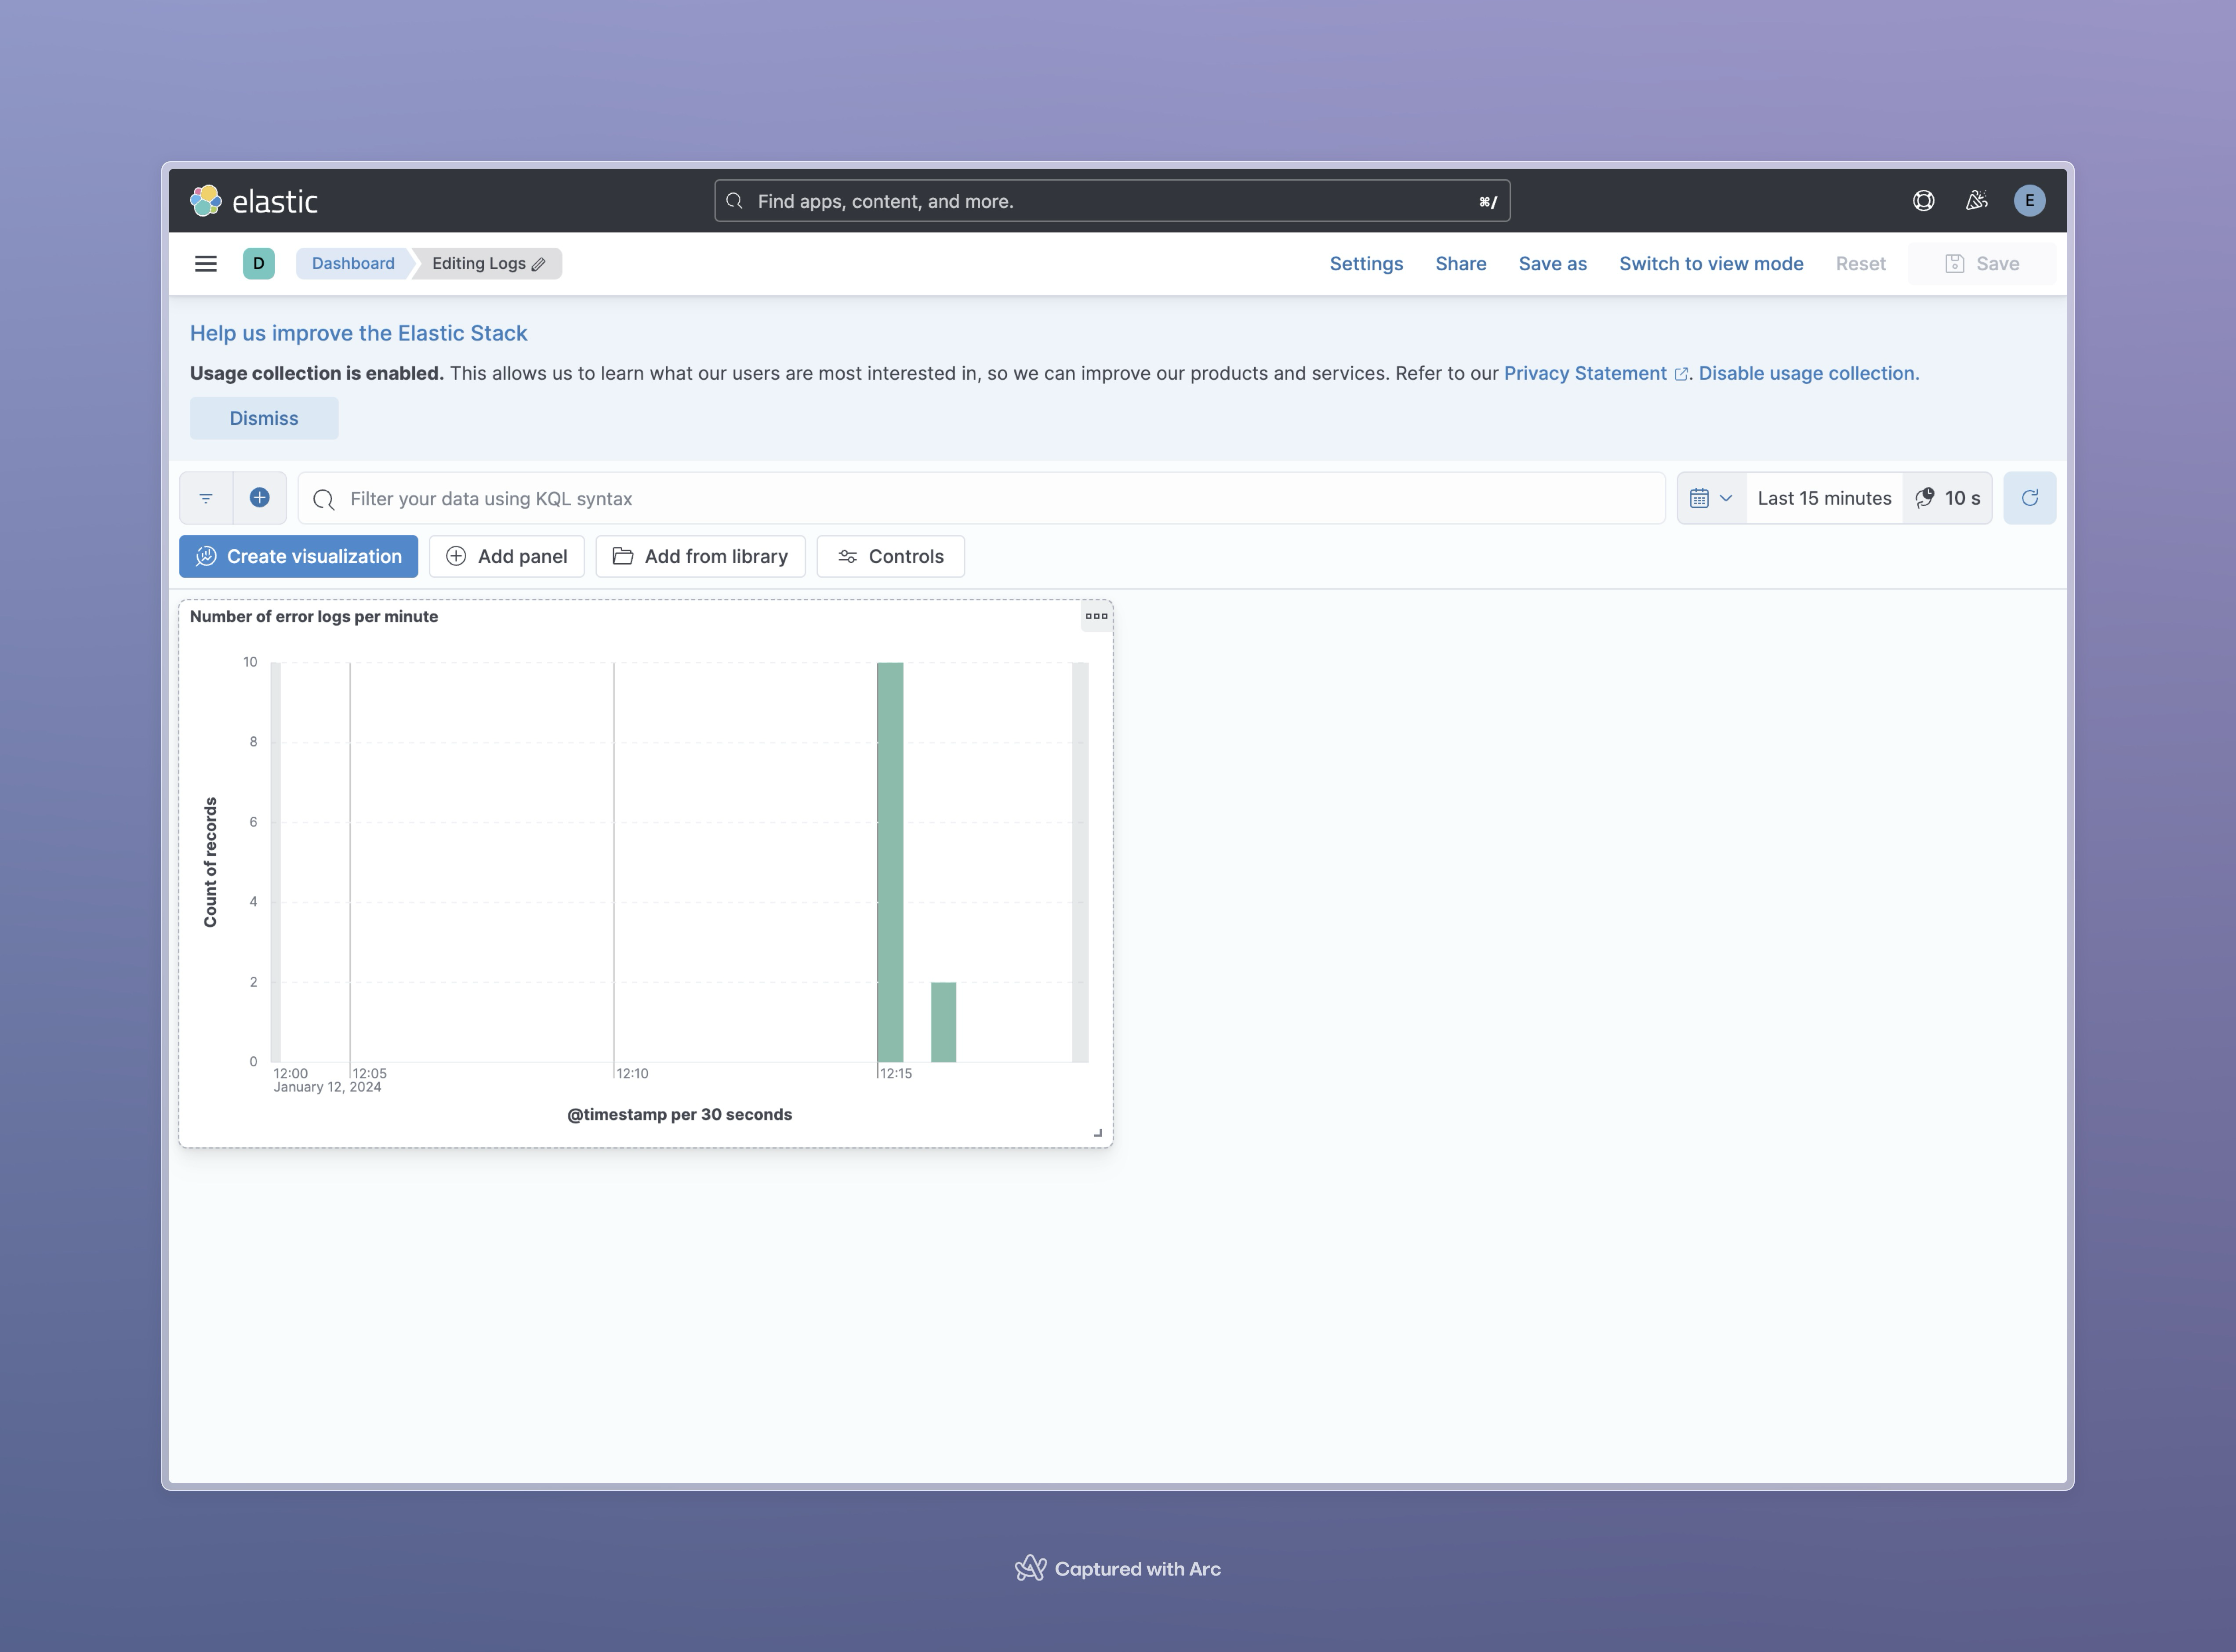 elastic
Find apps, content, and more.
⌘/
E
D
Dashboard
Editing Logs
Settings
Share
Save as
Switch to view mode
Reset
Save
Help us improve the Elastic Stack
Usage collection is enabled. This allows us to learn what our users are most interested in, so we can improve our products and services. Refer to our Privacy Statement. Disable usage collection.
Dismiss
Filter your data using KQL syntax
Last 15 minutes
10 s
Create visualization
Add panel
Add from library
Controls
Number of error logs per minute
Count of records
10
8
6
4
2
0
12:00
12:05
12:10
12:15
January 12, 2024
@timestamp per 30 seconds
Captured with Arc